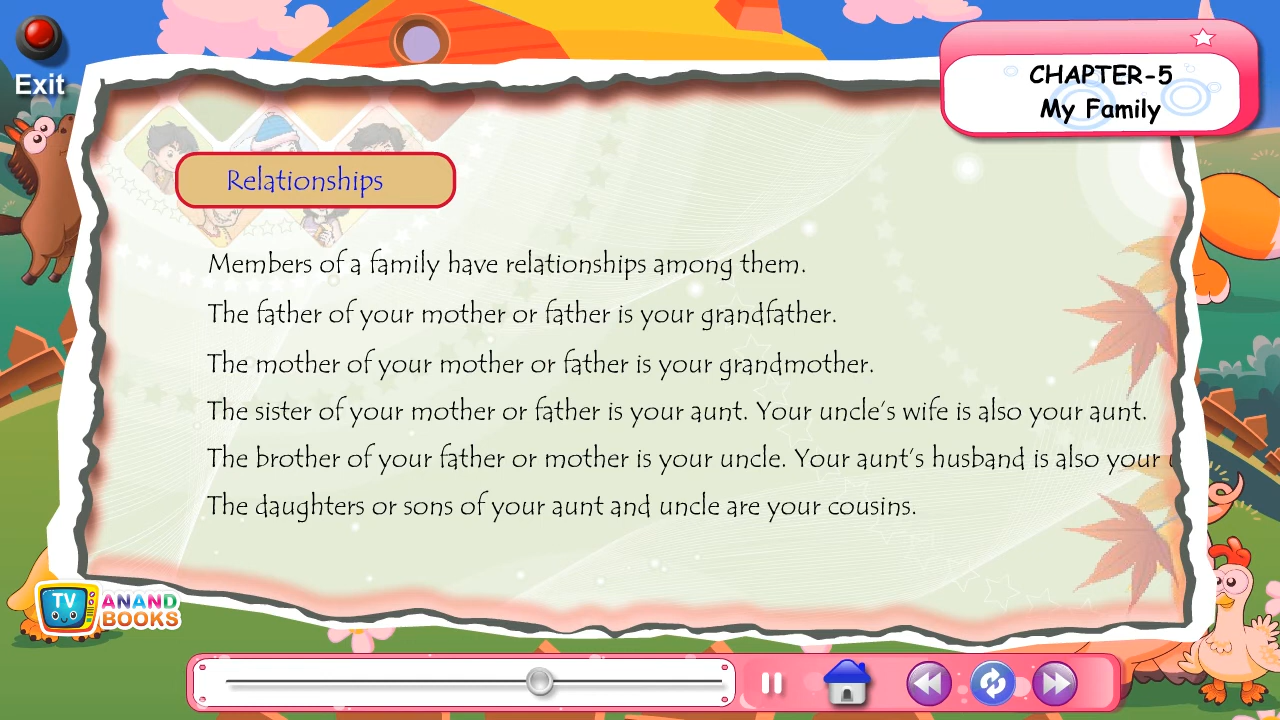 Exit
CHAPTER-5
My Family
Relationships
Members of a family have relationships among them.
The father of your mother or father is your grandfather.
The mother of your mother or father is your grandmother.
The sister of your mother or father is your aunt. Your uncle's wife is also your aunt.
The brother of your father or mother is your uncle. Your aunt's husband is also your
The daughters or sons of your aunt and uncle are your cousins.
TV
ANAND
BOOKS